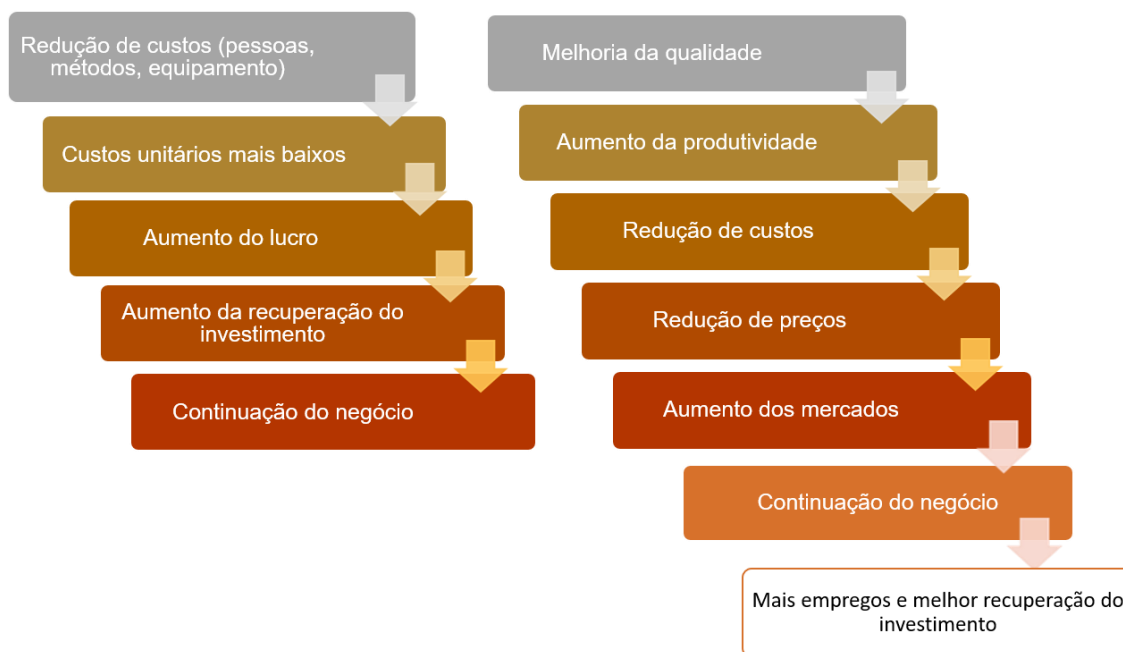 Redução de custos (pessoas,
métodos, equipamento)
Custos unitários mais baixos
Aumento do lucro
Aumento da recuperação do
investimento
Continuação do negócio
Melhoria da qualidade
Aumento da produtividade
Redução de custos
Redução de preços
Aumento dos mercados
Continuação do negócio
Mais empregos e melhor recuperação do
investimento